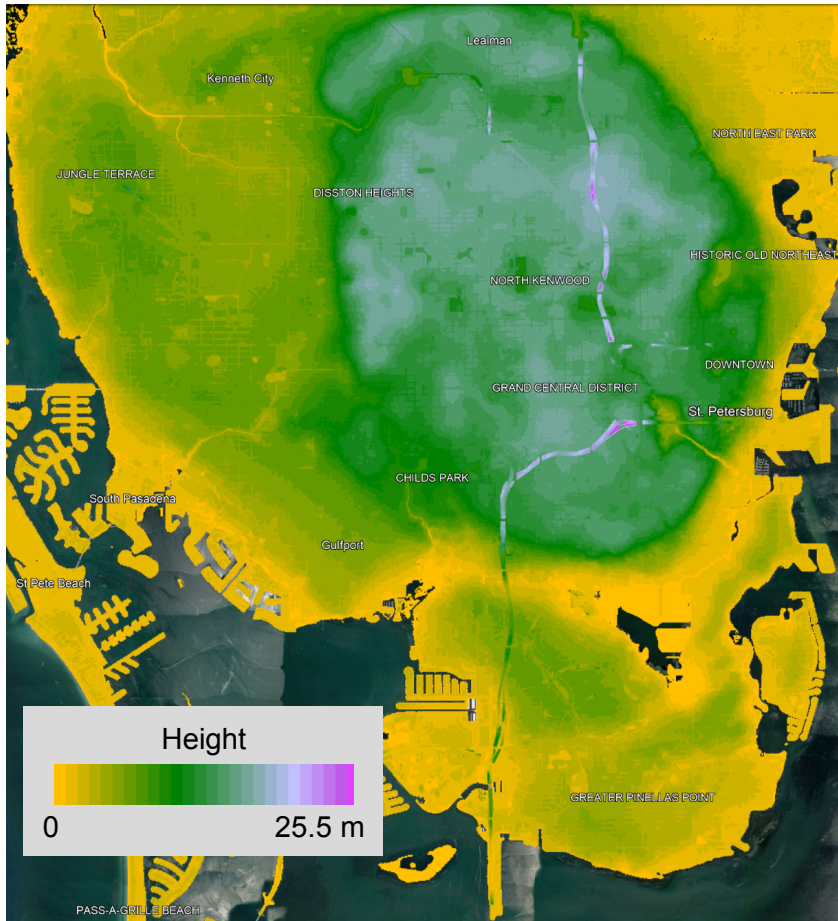 Lealman
Kenneth City
NORTH EAST PARK
JUNGLE TERRACE
DISSTON HEIGHTS
HISTORIC OLD NORTHEAST
NORTH KENWOOD
DOWNTOWN
GRAND CENTRAL DISTRICT
St. Petersburg
CHILDS PARK
South Pasadena
Gulfport
St Pete Beach
Height
0
25.5 m
GREATER PINELLAS POINT
PASS-A-GRILLE BEACH